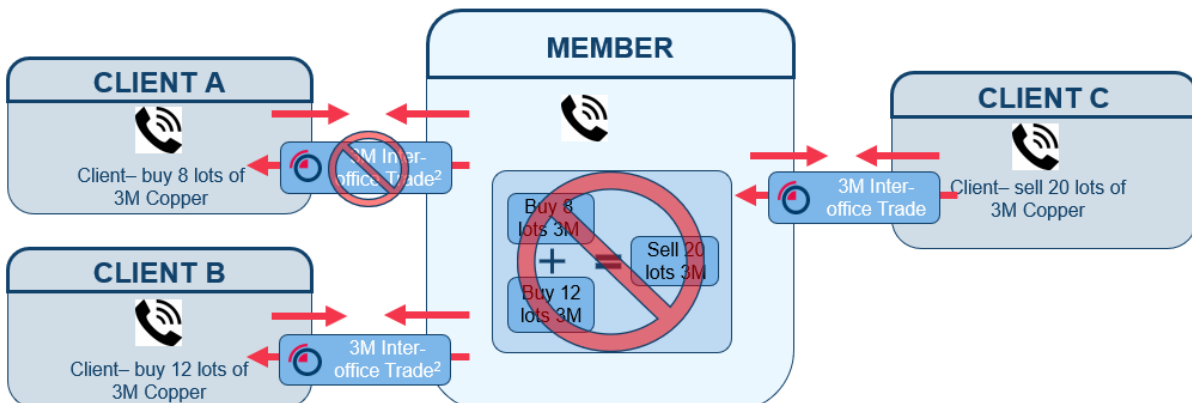 MEMBER
CLIENT A
Client– buy 8 lots of
3M Copper
3M Inter-
office Trade²
CLIENT B
Client– buy 12 lots of
3M Copper
3M Inter-
office Trade²
Buy 8
lots 3M
+
Buy 12
lots 3M
=
Sell 20
lots 3M
CLIENT C
3M Inter-
office Trade
Client– sell 20 lots of
3M Copper